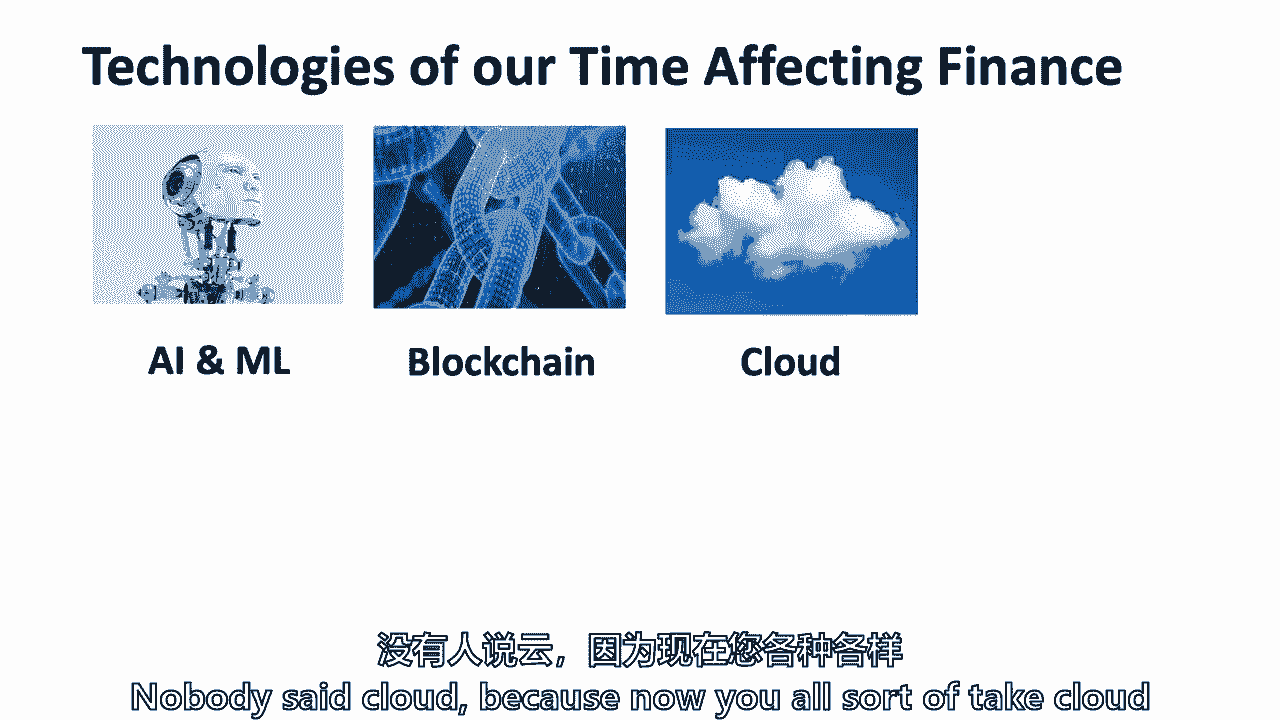 Technologies of our Time Affecting Finance
AI & ML
Blockchain
Cloud
没有人说云，因为现在您各种各样
Nobody said cloud, because now you all sort of take cloud